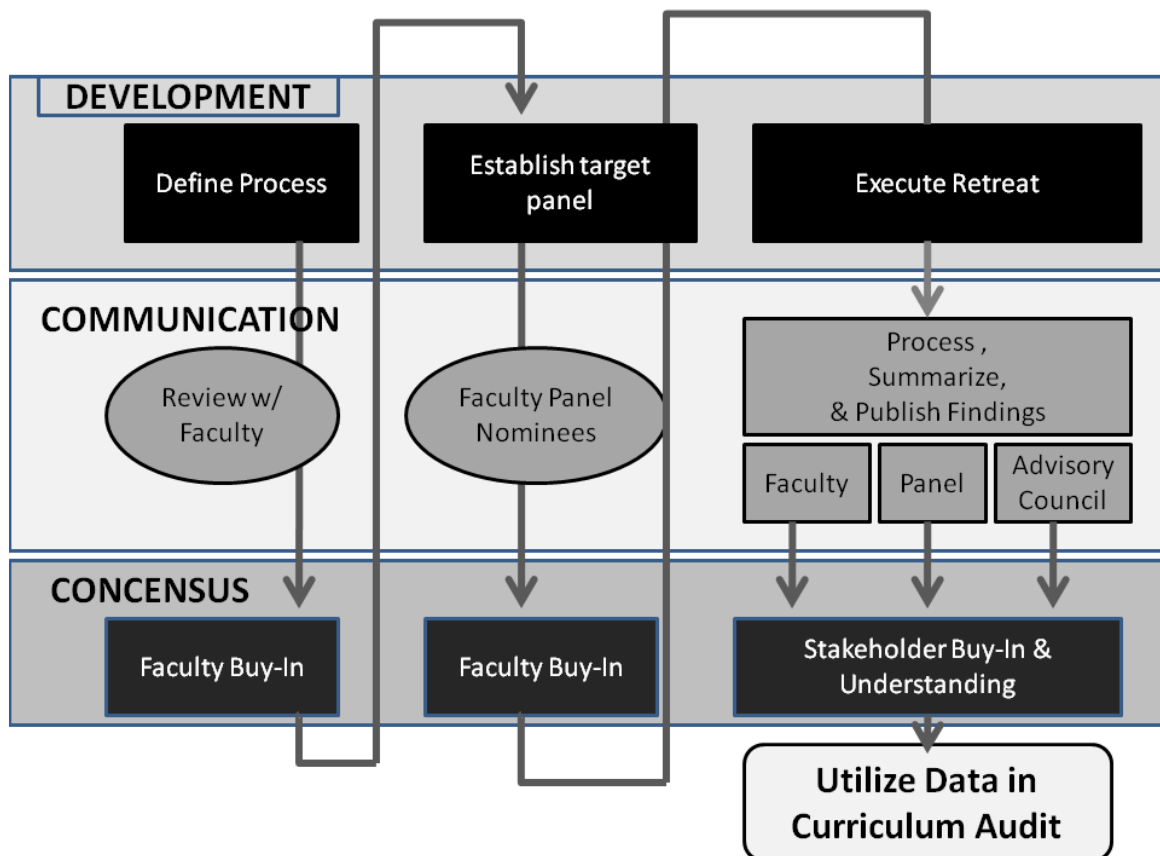 DEVELOPMENT
Define Process
Establish target
panel
Execute Retreat
COMMUNICATION
Review w/
Faculty
Faculty Panel
Nominees
Process ,
Summarize,
& Publish Findings
Faculty
Panel
Advisory
Council
CONCENSUS
Faculty Buy-In
Faculty Buy-In
Stakeholder Buy-In &
Understanding
Utilize Data in
Curriculum Audit